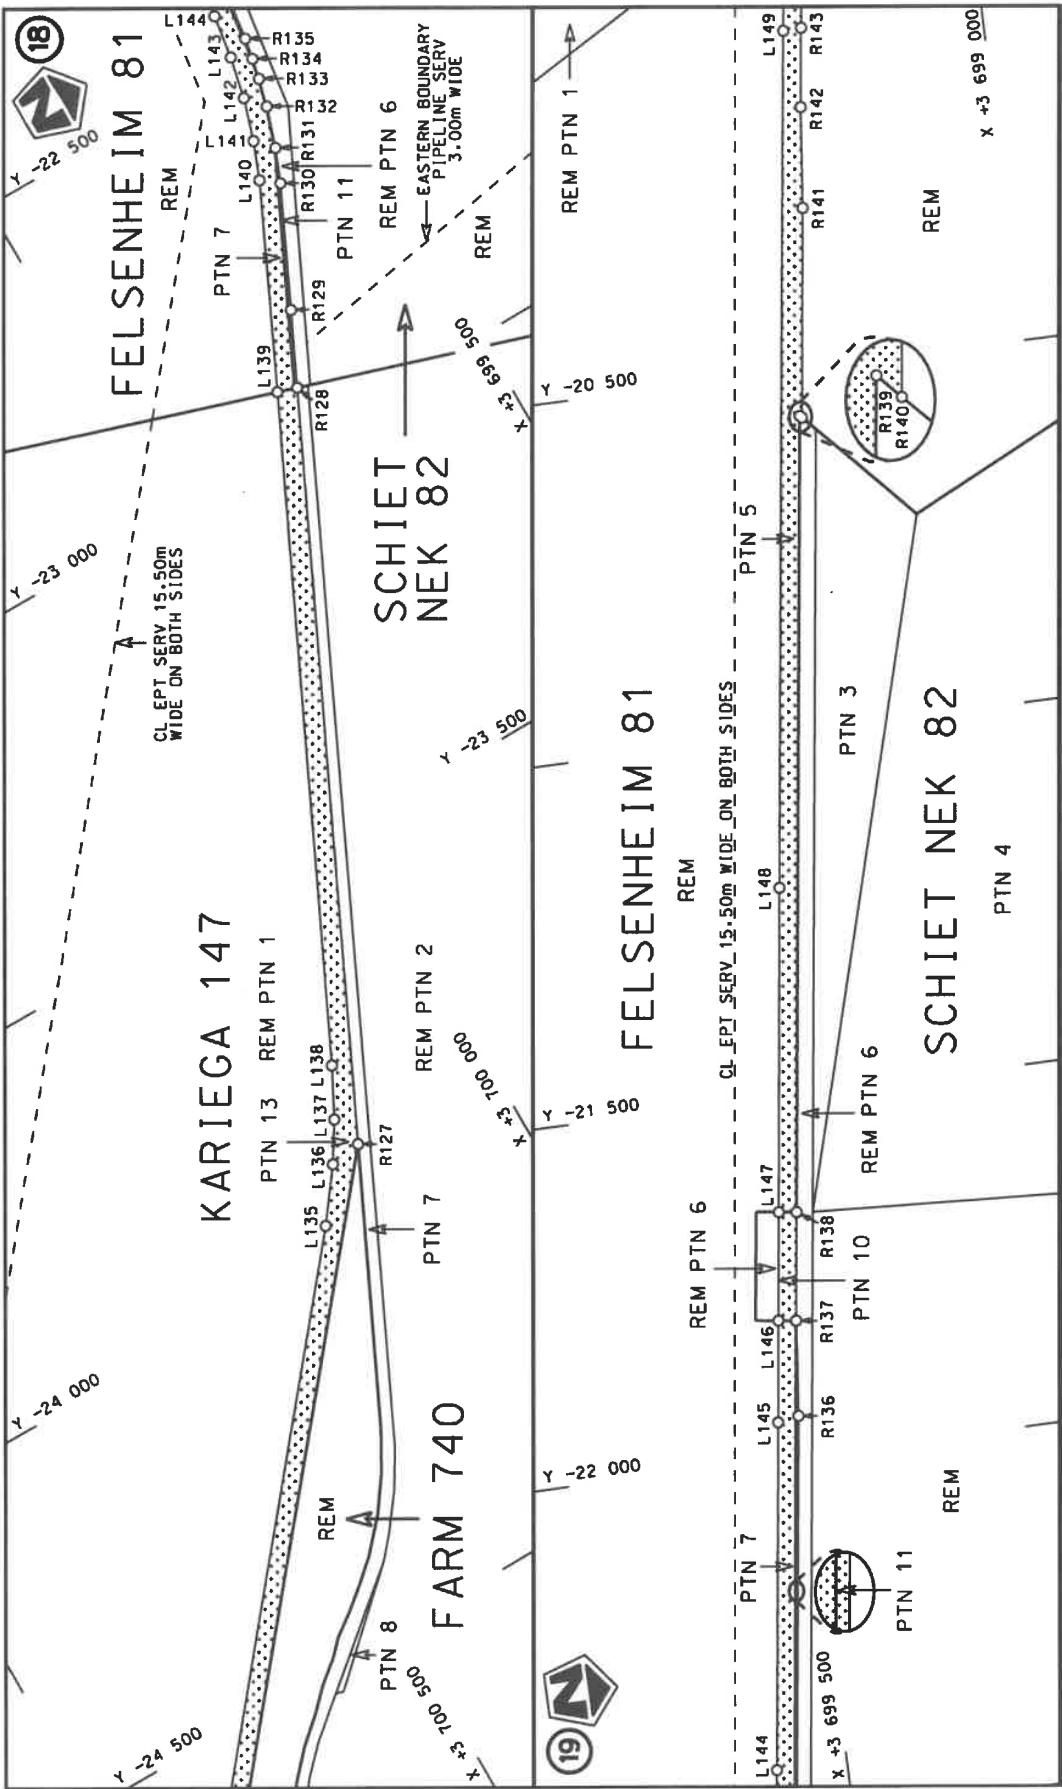 18
L144
L143
L142
L141
L140
R135
R134
R133
R132
R131
R130
R129
Y -22 500
FELSENHEIM 81
REM
PTN 7
PTN 11
REM PTN 6
EASTERN BOUNDARY
PIPELINE SERV
3.00m WIDE
REM
L139
R128
X +3 699 500
SCHIET
NEK 82
Y -23 000
CL EPT SERV 15.50m
WIDE ON BOTH SIDES
Y -23 500
KARIEGA 147
REM PTN 1
PTN 13
REM PTN 2
L138
L137
L136
L135
R127
X +3 700 000
PTN 7
Y -24 000
FARM 740
REM
PTN 8
X +3 700 500
Y -24 500
19
L149
R143
R142
R141
X +3 699 000
REM PTN 1
REM
Y -20 500
R139
R140
PTN 5
FELSENHEIM 81
REM
CL EPT SERV 15.50m WIDE ON BOTH SIDES
L148
PTN 3
SCHIET NEK 82
PTN 4
Y -21 500
REM PTN 6
L147
R138
REM PTN 6
PTN 10
L146
R137
L145
R136
Y -22 000
REM
PTN 7
PTN 11
L144
X +3 699 500